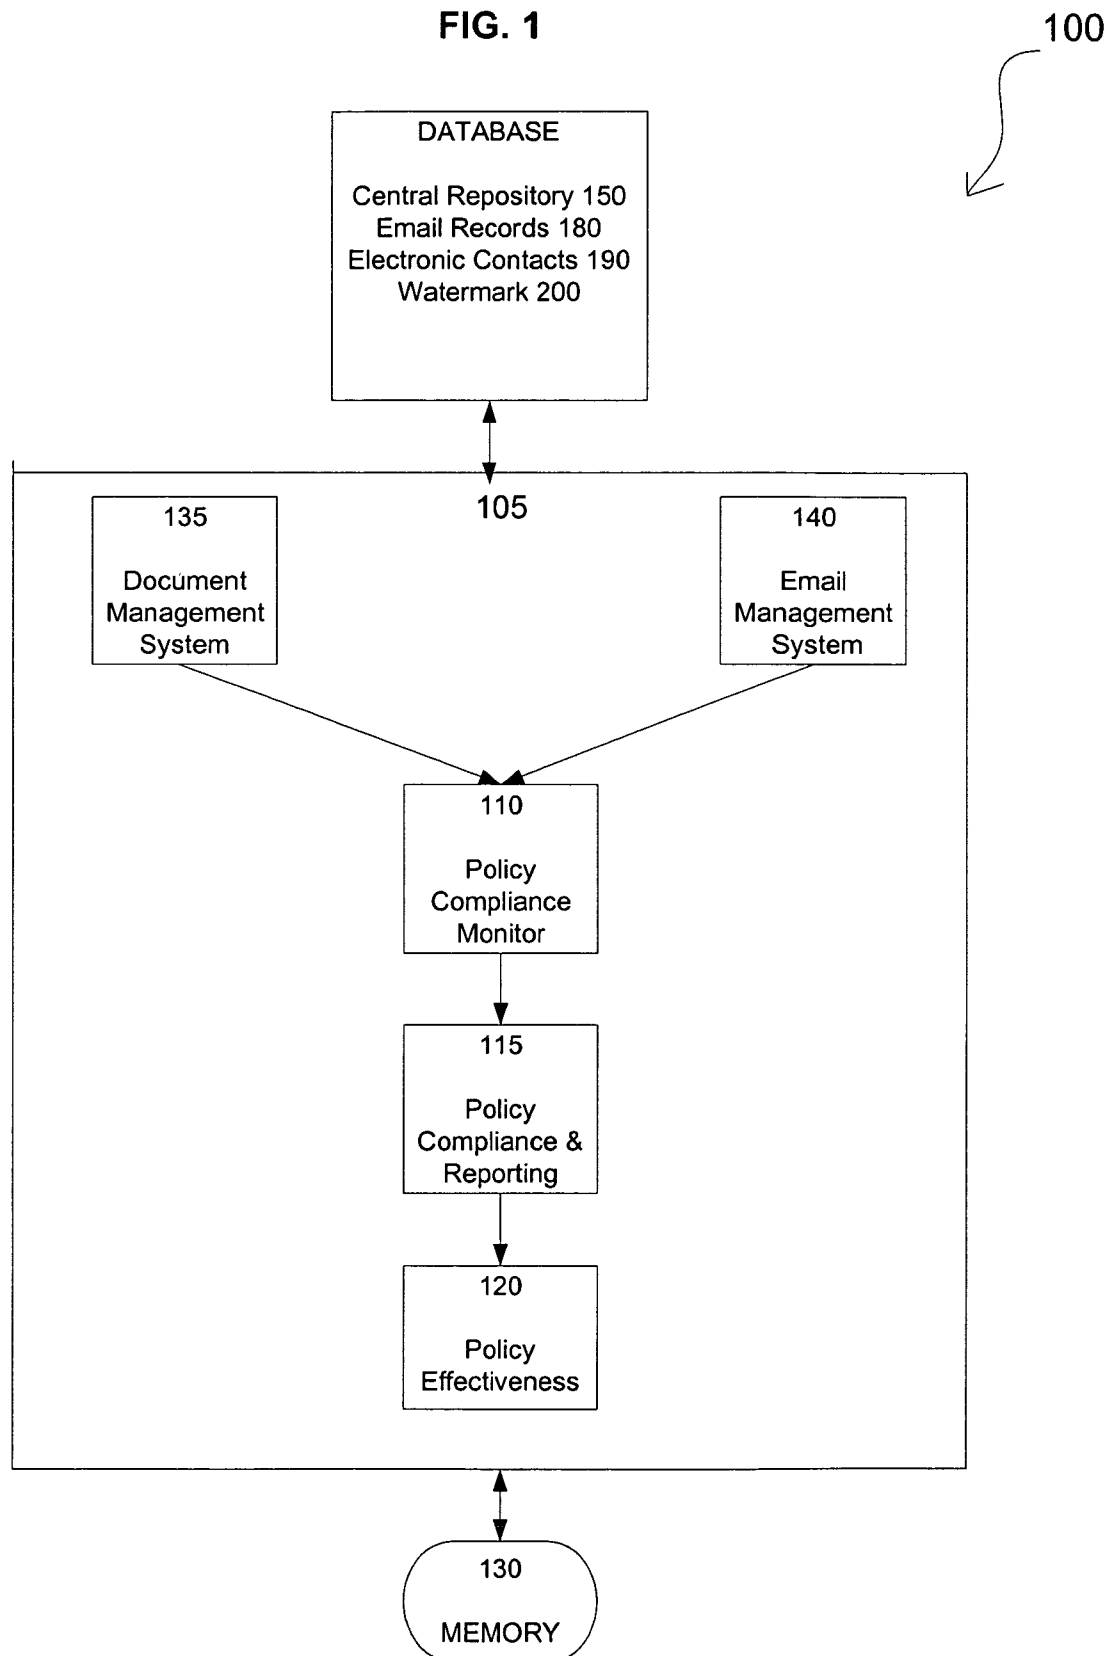 FIG. 1
100
DATABASE
Central Repository 150
Email Records 180
Electronic Contacts 190
Watermark 200
105
135
Document
Management
System
140
Email
Management
System
110
Policy
Compliance
Monitor
115
Policy
Compliance &
Reporting
120
Policy
Effectiveness
130
MEMORY